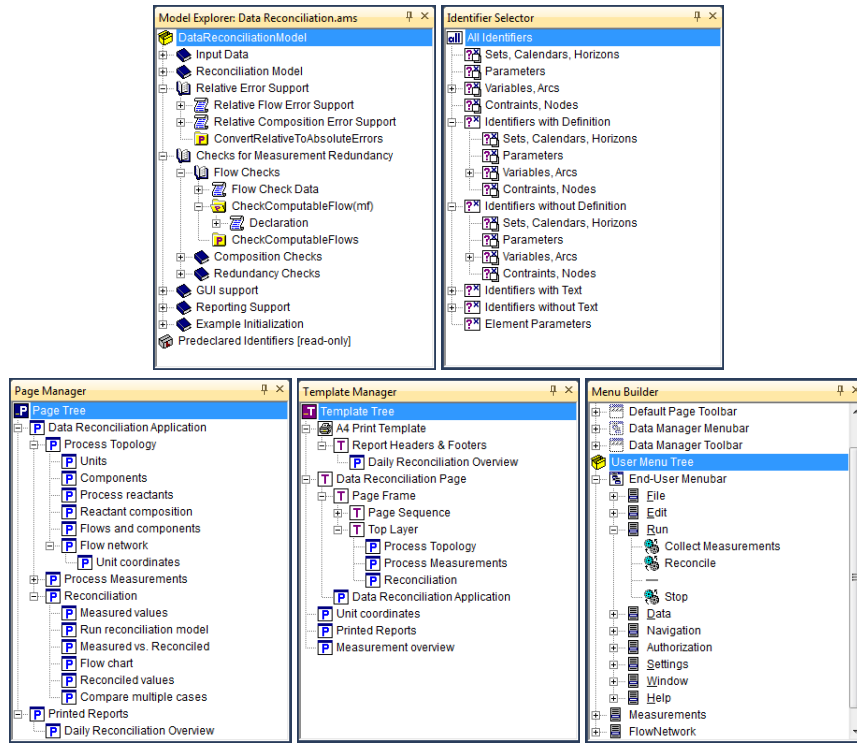 Model Explorer: Data Reconciliation.ams
DataReconciliationModel
Input Data
Reconciliation Model
Relative Error Support
Relative Flow Error Support
Relative Composition Error Support
ConvertRelativeToAbsoluteErrors
Checks for Measurement Redundancy
Flow Checks
Flow Check Data
CheckComputableFlow(mf)
Declaration
CheckComputableFlows
Composition Checks
Redundancy Checks
GUI support
Reporting Support
Example Initialization
Predeclared Identifiers [read-only]
Identifier Selector
All Identifiers
Sets, Calendars, Horizons
Parameters
Variables, Arcs
Contraints, Nodes
Identifiers with Definition
Sets, Calendars, Horizons
Parameters
Variables, Arcs
Contraints, Nodes
Identifiers without Definition
Sets, Calendars, Horizons
Parameters
Variables, Arcs
Contraints, Nodes
Identifiers with Text
Identifiers without Text
Element Parameters
Page Manager
Page Tree
Data Reconciliation Application
Process Topology
Units
Components
Process reactants
Reactant composition
Flows and components
Flow network
Unit coordinates
Process Measurements
Reconciliation
Measured values
Run reconciliation model
Measured vs. Reconciled
Flow chart
Reconciled values
Compare multiple cases
Printed Reports
Daily Reconciliation Overview
Template Manager
Template Tree
A4 Print Template
Report Headers & Footers
Daily Reconciliation Overview
Data Reconciliation Page
Page Frame
Page Sequence
Top Layer
Process Topology
Process Measurements
Reconciliation
Data Reconciliation Application
Unit coordinates
Printed Reports
Measurement overview
Menu Builder
Default Page Toolbar
Data Manager Menubar
Data Manager Toolbar
User Menu Tree
End-User Menubar
File
Edit
Run
Collect Measurements
Reconcile
Stop
Data
Navigation
Authorization
Settings
Window
Help
Measurements
FlowNetwork